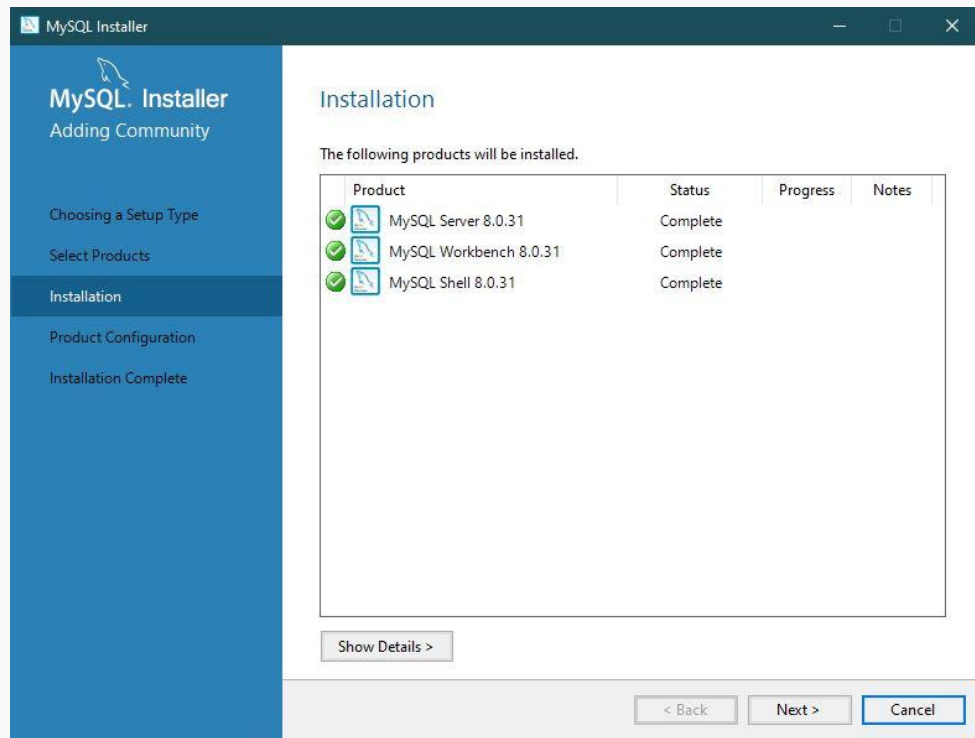 MySQL Installer
MySQL. Installer
Adding Community
Choosing a Setup Type
Select Products
Installation
Product Configuration
Installation Complete
Installation
The following products will be installed.
Product Status Progress Notes
MySQL Server 8.0.31 Complete
MySQL Workbench 8.0.31 Complete
MySQL Shell 8.0.31 Complete
Show Details >
< Back Next > Cancel